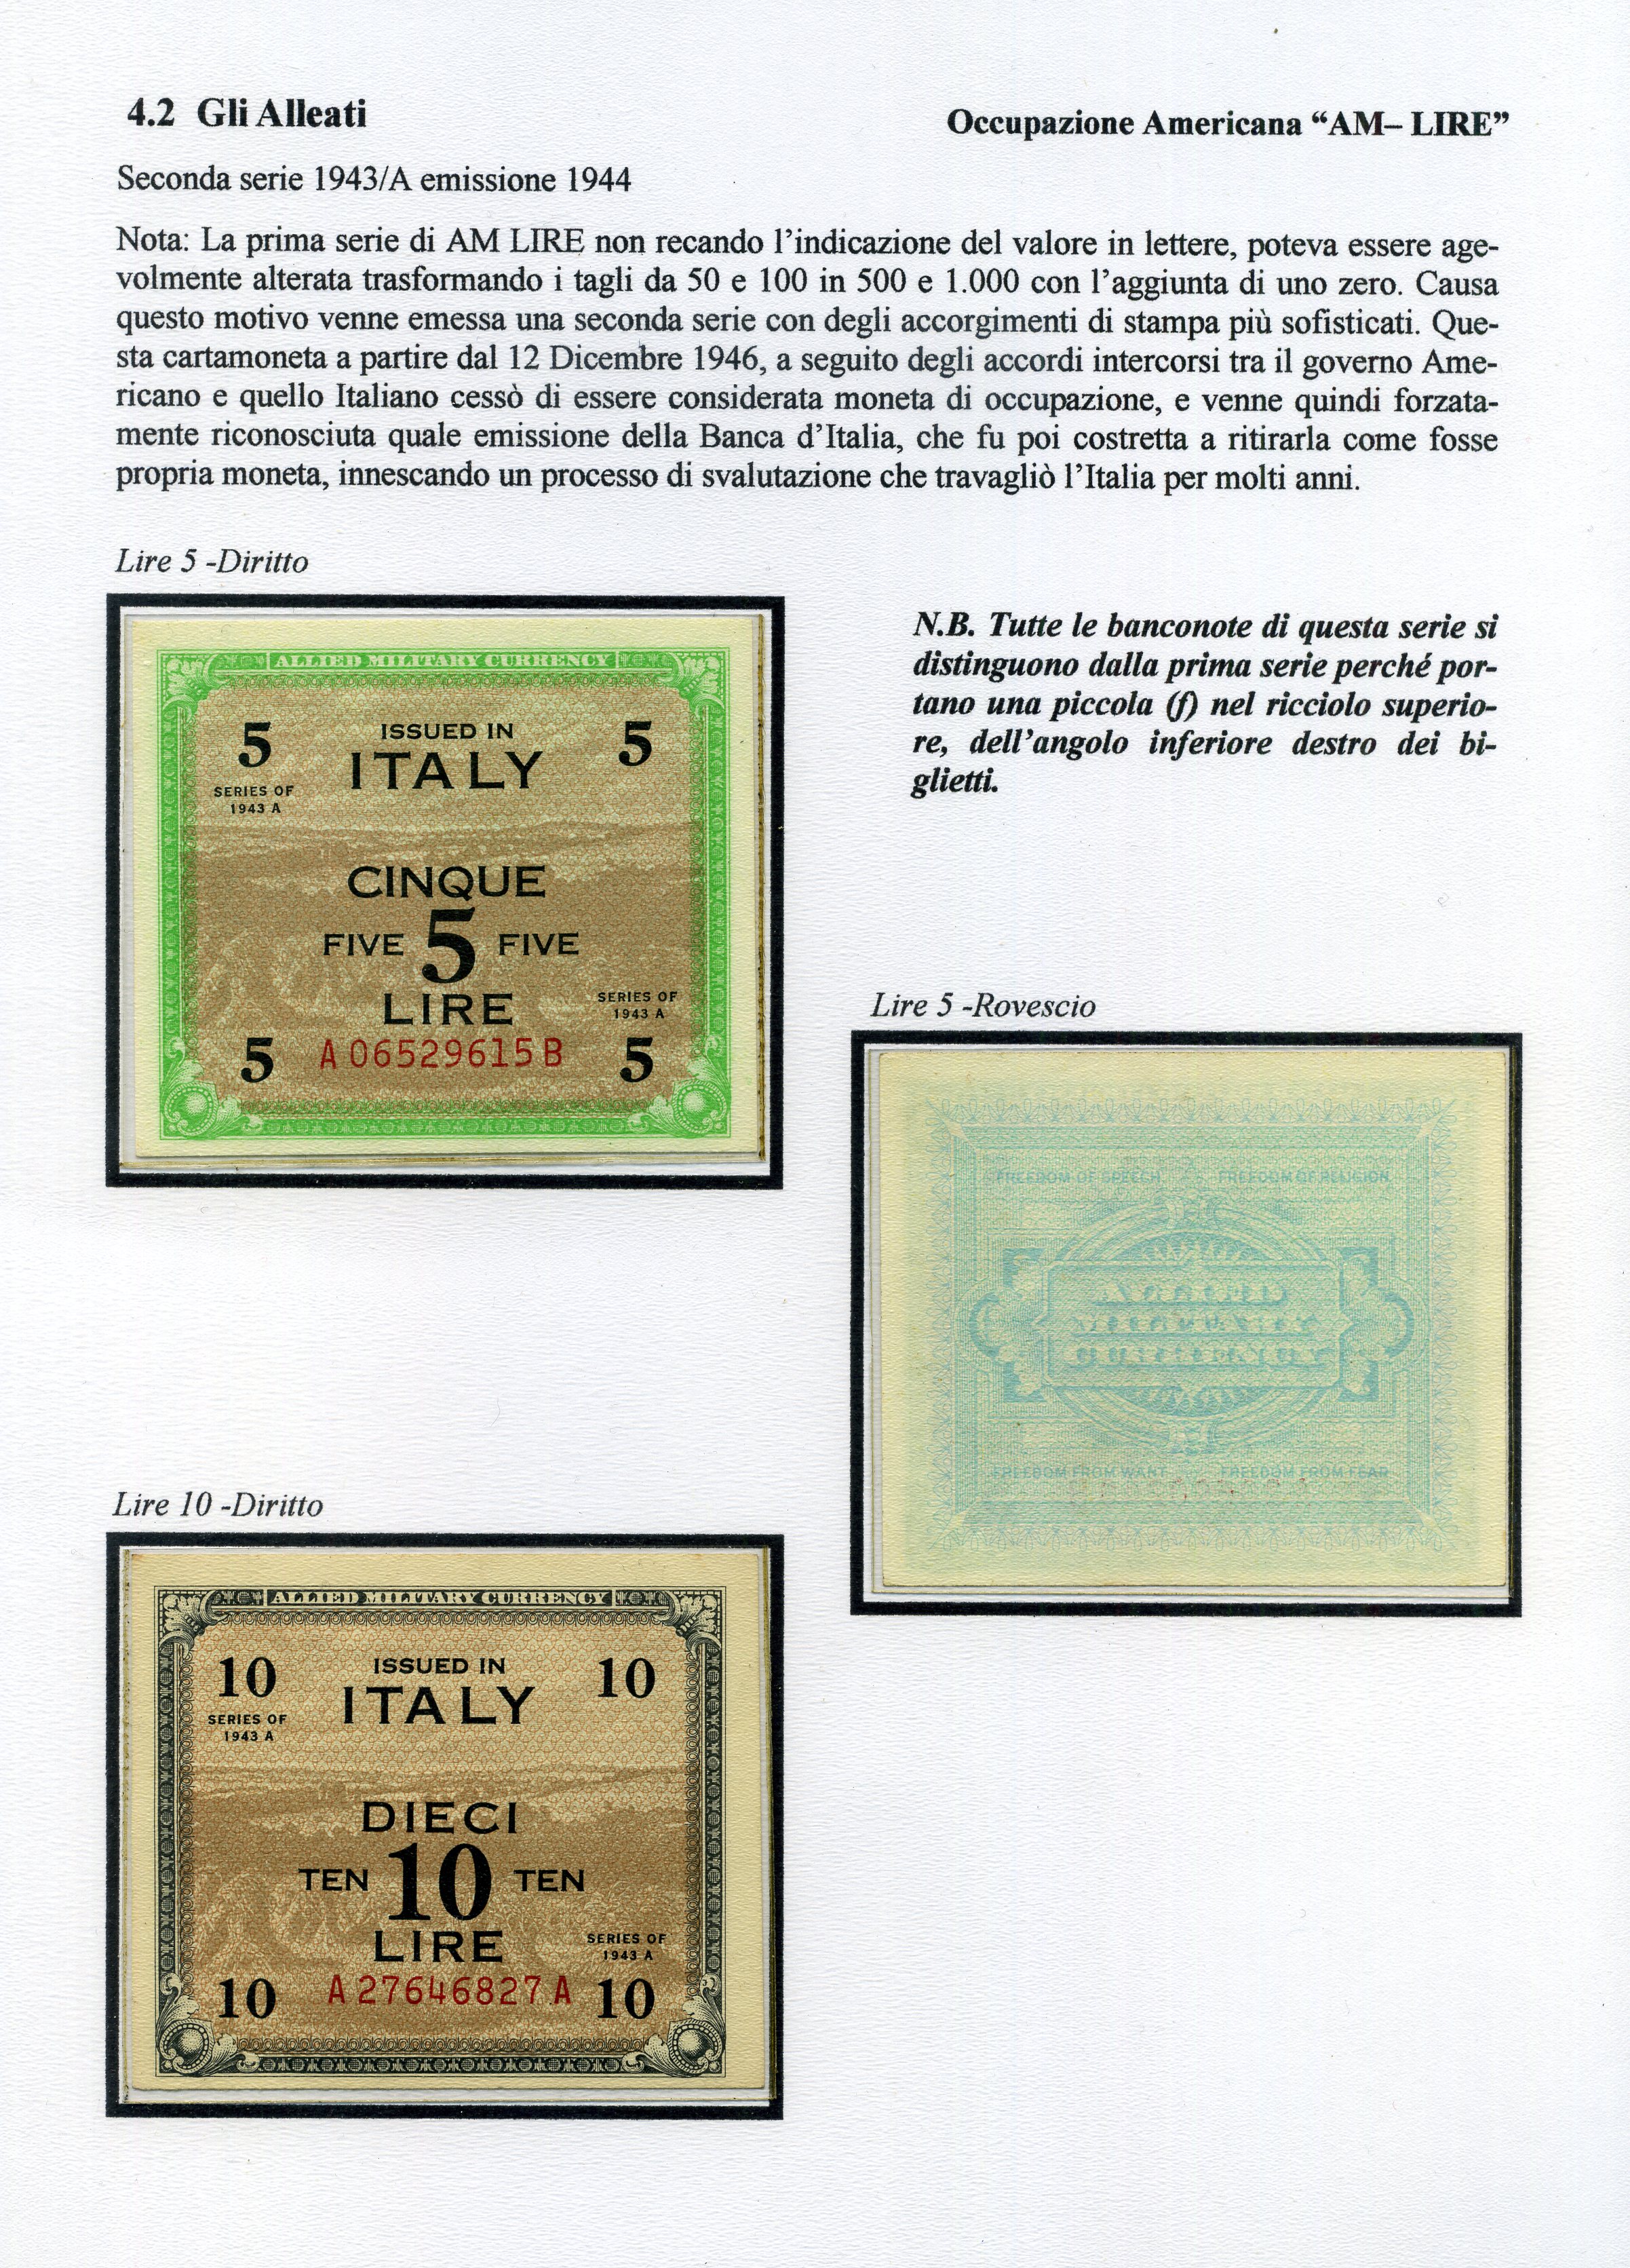 4.2 Gli Alleati
Occupazione Americana “AM– LIRE”
Seconda serie 1943/A emissione 1944
Nota: La prima serie di AM LIRE non recando l’indicazione del valore in lettere, poteva essere age-
volmente alterata trasformando i tagli da 50 e 100 in 500 e 1.000 con l’aggiunta di uno zero. Causa
questo motivo venne emessa una seconda serie con degli accorgimenti di stampa più sofisticati. Que-
sta cartamoneta a partire dal 12 Dicembre 1946, a seguito degli accordi intercorsi tra il governo Ame-
ricano e quello Italiano cessò di essere considerata moneta di occupazione, e venne quindi forzata-
mente riconosciuta quale emissione della Banca d’Italia, che fu poi costretta a ritirarla come fosse
propria moneta, innescando un processo di svalutazione che travagliò l’Italia per molti anni.
Lire 5 -Diritto
ALLIED MILITARY CURRENCY
5 ISSUED IN 5
ITALY
SERIES OF
1943 A
CINQUE
FIVE 5 FIVE
LIRE
SERIES OF
1943 A
5 A 06529615 B 5
N.B. Tutte le banconote di questa serie si
distinguono dalla prima serie perché por-
tano una piccola (f) nel ricciolo superio-
re, dell’angolo inferiore destro dei bi-
glietti.
Lire 5 -Rovescio
FREEDOM OF SPEECH FREEDOM OF RELIGION
ALLIED
MILITARY
CURRENCY
FREEDOM FROM WANT FREEDOM FROM FEAR
Lire 10 -Diritto
ALLIED MILITARY CURRENCY
10 ISSUED IN 10
ITALY
SERIES OF
1943 A
DIECI
TEN 10 TEN
LIRE
SERIES OF
1943 A
10 A 27646827 A 10